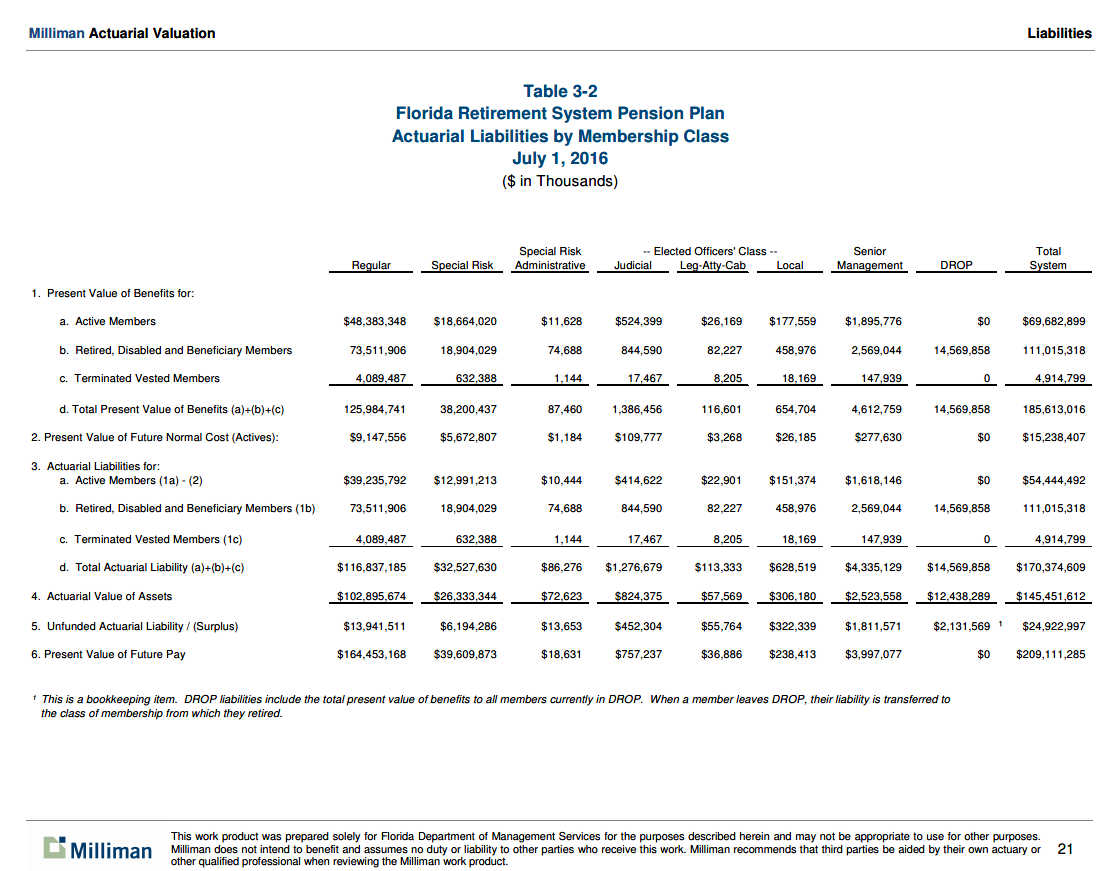 Milliman Actuarial Valuation Liabilities
Table 3-2
Florida Retirement System Pension Plan
Actuarial Liabilities by Membership Class
July 1, 2016
($ in Thousands)
Special Risk -- Elected Officers' Class -- Senior Total
Regular Special Risk Administrative Judicial Leg-Atty-Cab Local Management DROP System
1. Present Value of Benefits for:
a. Active Members $48,383,348 $18,664,020 $11,628 $524,399 $26,169 $177,559 $1,895,776 $0 $69,682,899
b. Retired, Disabled and Beneficiary Members 73,511,906 18,904,029 74,688 844,590 82,227 458,976 2,569,044 14,569,858 111,015,318
c. Terminated Vested Members 4,089,487 632,388 1,144 17,467 8,205 18,169 147,939 0 4,914,799
d. Total Present Value of Benefits (a)+(b)+(c) 125,984,741 38,200,437 87,460 1,386,456 116,601 654,704 4,612,759 14,569,858 185,613,016
2. Present Value of Future Normal Cost (Actives): $9,147,556 $5,672,807 $1,184 $109,777 $3,268 $26,185 $277,630 $0 $15,238,407
3. Actuarial Liabilities for:
a. Active Members (1a) - (2) $39,235,792 $12,991,213 $10,444 $414,622 $22,901 $151,374 $1,618,146 $0 $54,444,492
b. Retired, Disabled and Beneficiary Members (1b) 73,511,906 18,904,029 74,688 844,590 82,227 458,976 2,569,044 14,569,858 111,015,318
c. Terminated Vested Members (1c) 4,089,487 632,388 1,144 17,467 8,205 18,169 147,939 0 4,914,799
d. Total Actuarial Liability (a)+(b)+(c) $116,837,185 $32,527,630 $86,276 $1,276,679 $113,333 $628,519 $4,335,129 $14,569,858 $170,374,609
4. Actuarial Value of Assets $102,895,674 $26,333,344 $72,623 $824,375 $57,569 $306,180 $2,523,558 $12,438,289 $145,451,612
5. Unfunded Actuarial Liability / (Surplus) $13,941,511 $6,194,286 $13,653 $452,304 $55,764 $322,339 $1,811,571 $2,131,569 ¹ $24,922,997
6. Present Value of Future Pay $164,453,168 $39,609,873 $18,631 $757,237 $36,886 $238,413 $3,997,077 $0 $209,111,285
¹ This is a bookkeeping item. DROP liabilities include the total present value of benefits to all members currently in DROP. When a member leaves DROP, their liability is transferred to
the class of membership from which they retired.
This work product was prepared solely for Florida Department of Management Services for the purposes described herein and may not be appropriate to use for other purposes.
Milliman Milliman does not intend to benefit and assumes no duty or liability to other parties who receive this work. Milliman recommends that third parties be aided by their own actuary or 21
other qualified professional when reviewing the Milliman work product.